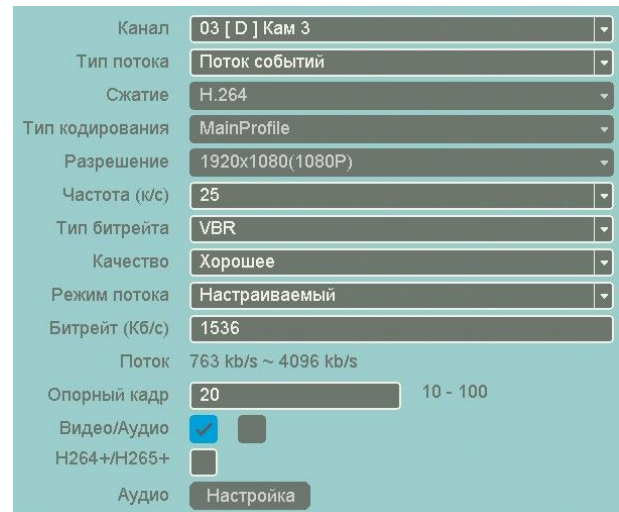 Канал 03 [ D ] Кам 3
Тип потока Поток событий
Сжатие H.264
Тип кодирования MainProfile
Разрешение 1920x1080(1080P)
Частота (к/с) 25
Тип битрейта VBR
Качество Хорошее
Режим потока Настраиваемый
Битрейт (Кб/с) 1536
Поток 763 kb/s ~ 4096 kb/s
Опорный кадр 20 10 - 100
Видео/Аудио
H264+/H265+
Аудио Настройка